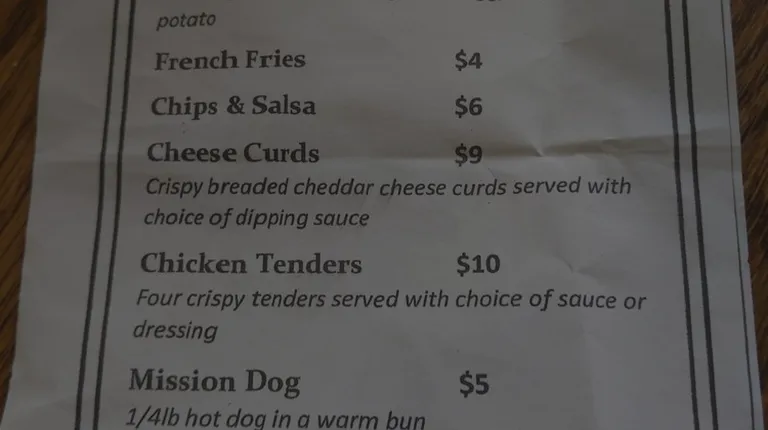 potato
French Fries $4
Chips & Salsa $6
Cheese Curds $9
Crispy breaded cheddar cheese curds served with
choice of dipping sauce
Chicken Tenders $10
Four crispy tenders served with choice of sauce or
dressing
Mission Dog $5
1/4lb hot dog in a warm bun